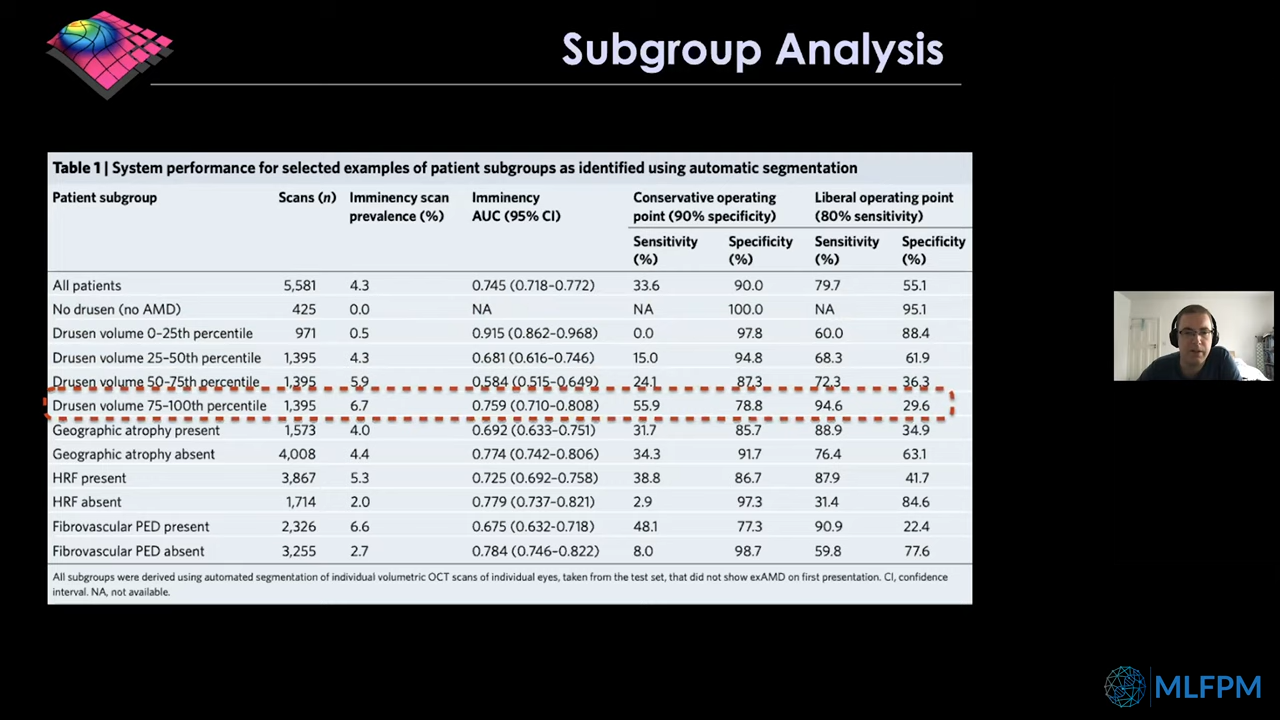 Subgroup Analysis
Table 1 | System performance for selected examples of patient subgroups as identified using automatic segmentation
Patient subgroup Scans (n) Imminency scan prevalence (%) Imminency AUC (95% CI) Conservative operating point (90% specificity) Liberal operating point (80% sensitivity)
Sensitivity (%) Specificity (%) Sensitivity (%) Specificity (%)
All patients 5,581 4.3 0.745 (0.718–0.772) 33.6 90.0 79.7 55.1
No drusen (no AMD) 425 0.0 NA NA 100.0 NA 95.1
Drusen volume 0–25th percentile 971 0.5 0.915 (0.862–0.968) 0.0 97.8 60.0 88.4
Drusen volume 25–50th percentile 1,395 4.3 0.681 (0.616–0.746) 15.0 94.8 68.3 61.9
Drusen volume 50–75th percentile 1,395 5.9 0.584 (0.515–0.649) 24.1 87.3 72.3 36.3
Drusen volume 75–100th percentile 1,395 6.7 0.759 (0.710–0.808) 55.9 78.8 94.6 29.6
Geographic atrophy present 1,573 4.0 0.692 (0.633–0.751) 31.7 85.7 88.9 34.9
Geographic atrophy absent 4,008 4.4 0.774 (0.742–0.806) 34.3 91.7 76.4 63.1
HRF present 3,867 5.3 0.725 (0.692–0.758) 38.8 86.7 87.9 41.7
HRF absent 1,714 2.0 0.779 (0.737–0.821) 2.9 97.3 31.4 84.6
Fibrovascular PED present 2,326 6.6 0.675 (0.632–0.718) 48.1 77.3 90.9 22.4
Fibrovascular PED absent 3,255 2.7 0.784 (0.746–0.822) 8.0 98.7 59.8 77.6
All subgroups were derived using automated segmentation of individual volumetric OCT scans of individual eyes, taken from the test set, that did not show exAMD on first presentation. CI, confidence
interval. NA, not available.
MLFPM